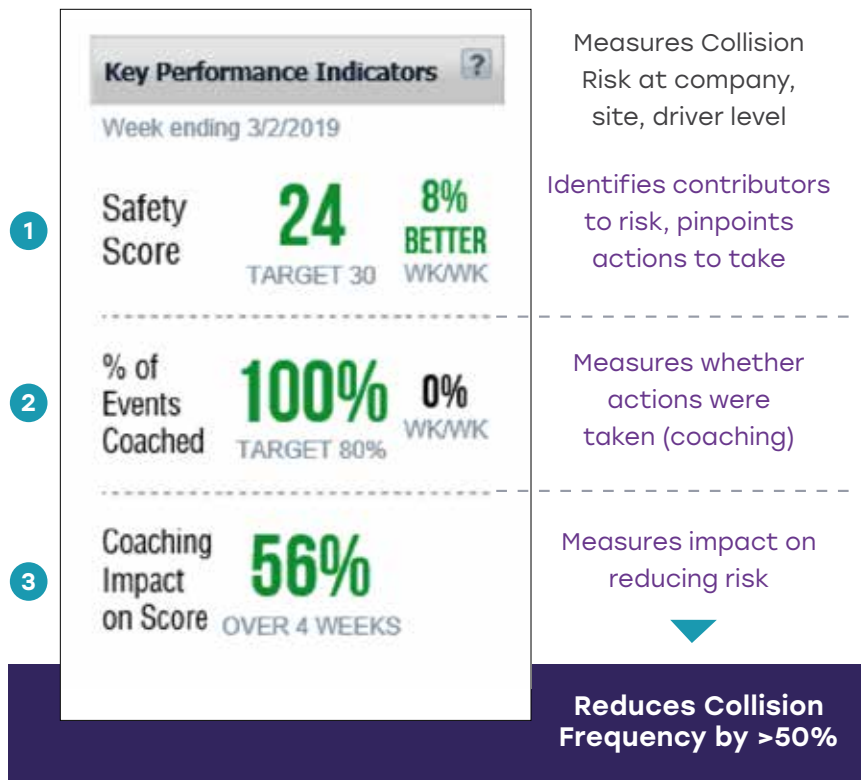 Key Performance Indicators ?
Week ending 3/2/2019
Measures Collision
Risk at company,
site, driver level
1
Safety
Score
24
TARGET 30
8%
BETTER
WK/WK
Identifies contributors
to risk, pinpoints
actions to take
2
% of
Events
Coached
100%
TARGET 80%
0%
WK/WK
Measures whether
actions were
taken (coaching)
3
Coaching
Impact
on Score
56%
OVER 4 WEEKS
Measures impact on
reducing risk
Reduces Collision
Frequency by >50%